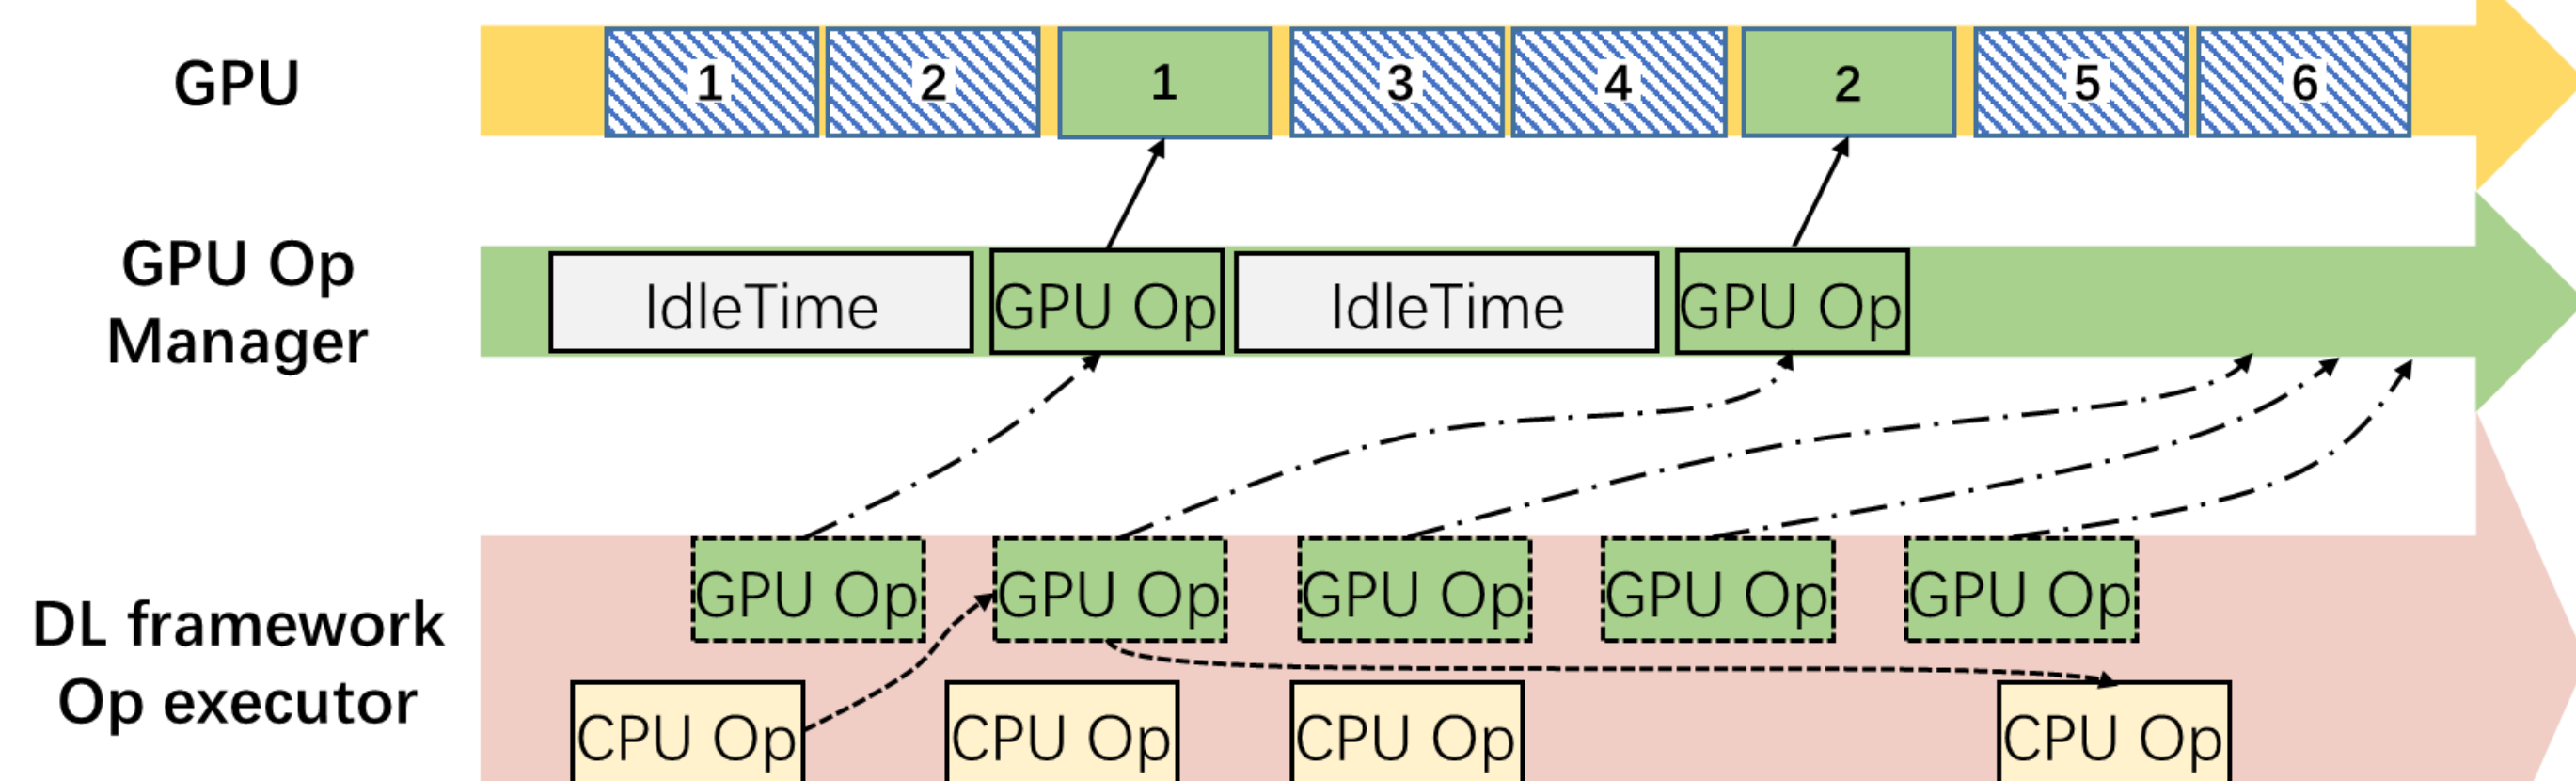 GPU
1 2 1 3 4 2 5 6
GPU Op
Manager
IdleTime GPU Op IdleTime GPU Op
GPU Op GPU Op GPU Op GPU Op GPU Op
DL framework
Op executor
CPU Op CPU Op CPU Op CPU Op